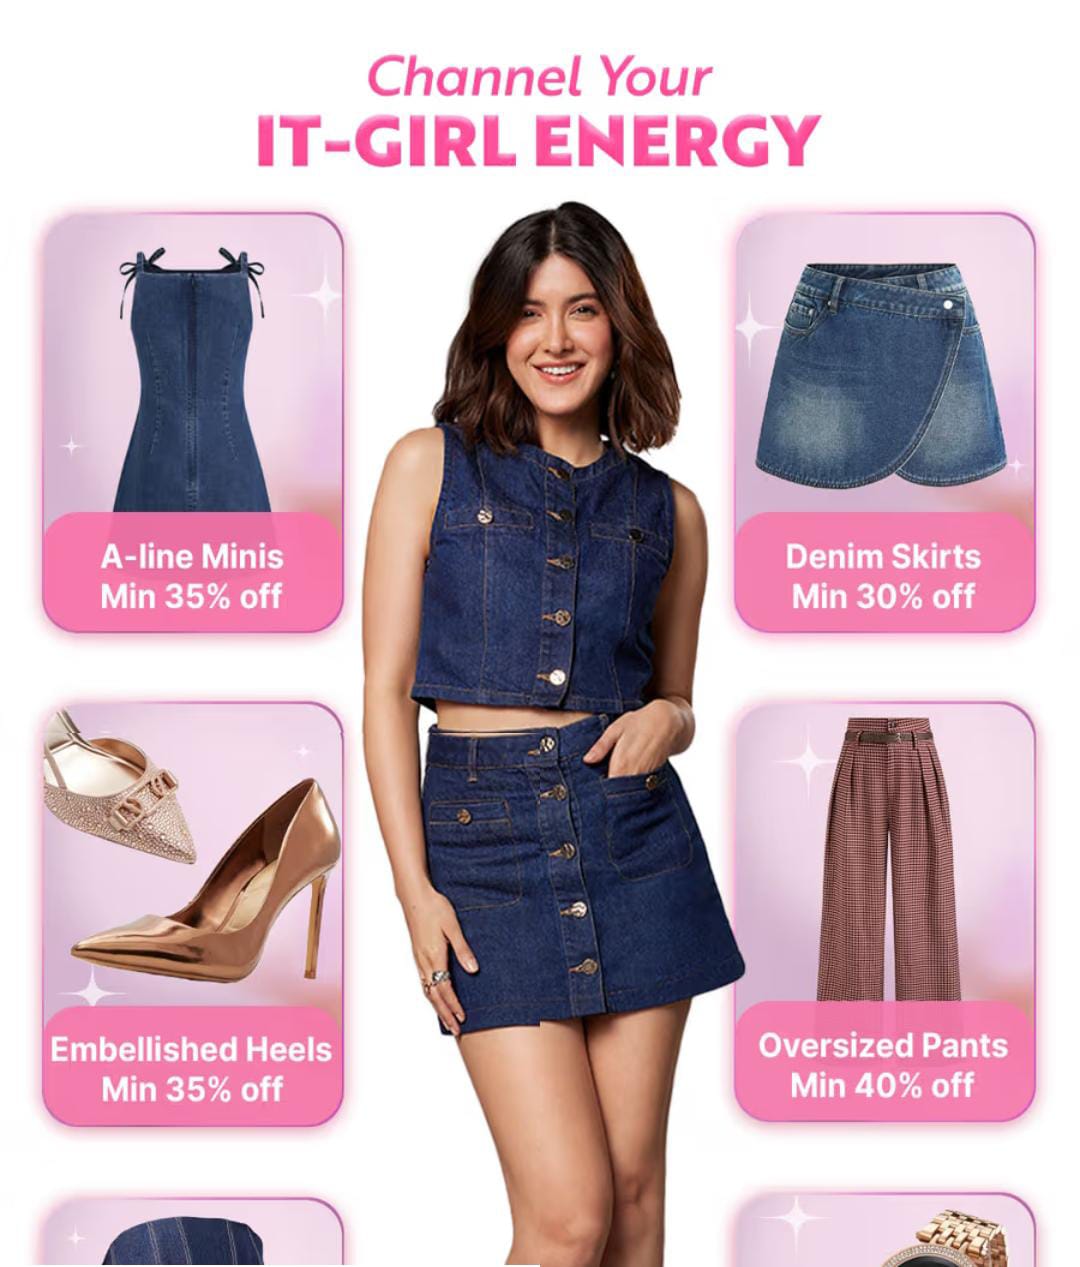 Channel Your
IT-GIRL ENERGY
A-line Minis
Min 35% off
Denim Skirts
Min 30% off
Embellished Heels
Min 35% off
Oversized Pants
Min 40% off